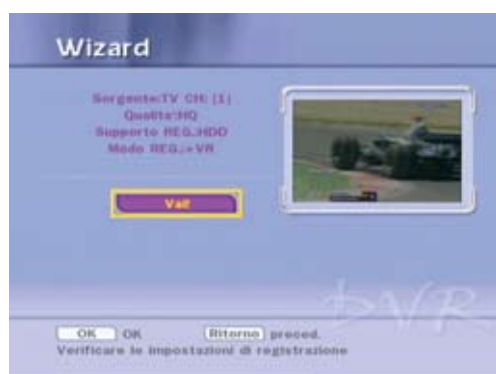 Wizard
Sorgente:TV CH: [1]
Qualita':HQ
Supporto REG.:HDD
Modo REG.:+VR
Vai!
DVR
OK OK Ritorno preced.
Verificare le impostazioni di registrazione